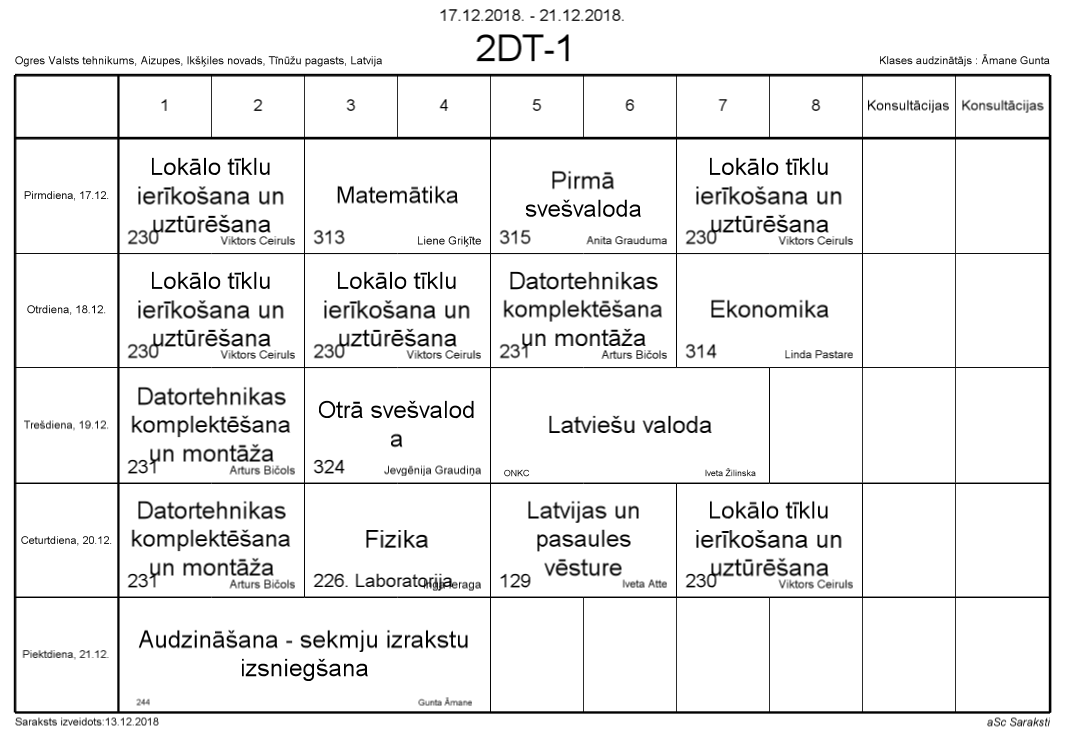 17.12.2018. - 21.12.2018.
2DT-1
Ogres Valsts tehnikums, Aizupes, Ikšķiles novads, Tīnūžu pagasts, Latvija
Klases audzinātājs : Āmane Gunta
1 2 3 4 5 6 7 8 Konsultācijas Konsultācijas
Pirmdiena, 17.12.
Lokālo tīklu
ierīkošana un
uztūrēšana
230 Viktors Ceiruls
Matemātika
313 Liene Griķīte
Pirmā
svešvaloda
315 Anita Grauduma
Lokālo tīklu
ierīkošana un
uztūrēšana
230 Viktors Ceiruls
Otrdiena, 18.12.
Lokālo tīklu
ierīkošana un
uztūrēšana
230 Viktors Ceiruls
Lokālo tīklu
ierīkošana un
uztūrēšana
230 Viktors Ceiruls
Datortehnikas
komplektēšana
un montāža
231 Arturs Bičols
Ekonomika
314 Linda Pastare
Trešdiena, 19.12.
Datortehnikas
komplektēšana
un montāža
231 Arturs Bičols
Otrā svešvalod
a
324 Jevgēnija Graudiņa
Latviešu valoda
ONKC Iveta Žilinska
Ceturtdiena, 20.12.
Datortehnikas
komplektēšana
un montāža
231 Arturs Bičols
Fizika
226. Laboratorija Inga Ieraga
Latvijas un
pasaules
vēsture
129 Iveta Atte
Lokālo tīklu
ierīkošana un
uztūrēšana
230 Viktors Ceiruls
Piektdiena, 21.12.
Audzināšana - sekmju izrakstu
izsniegšana
244 Gunta Āmane
Saraksts izveidots:13.12.2018
aSc Saraksti